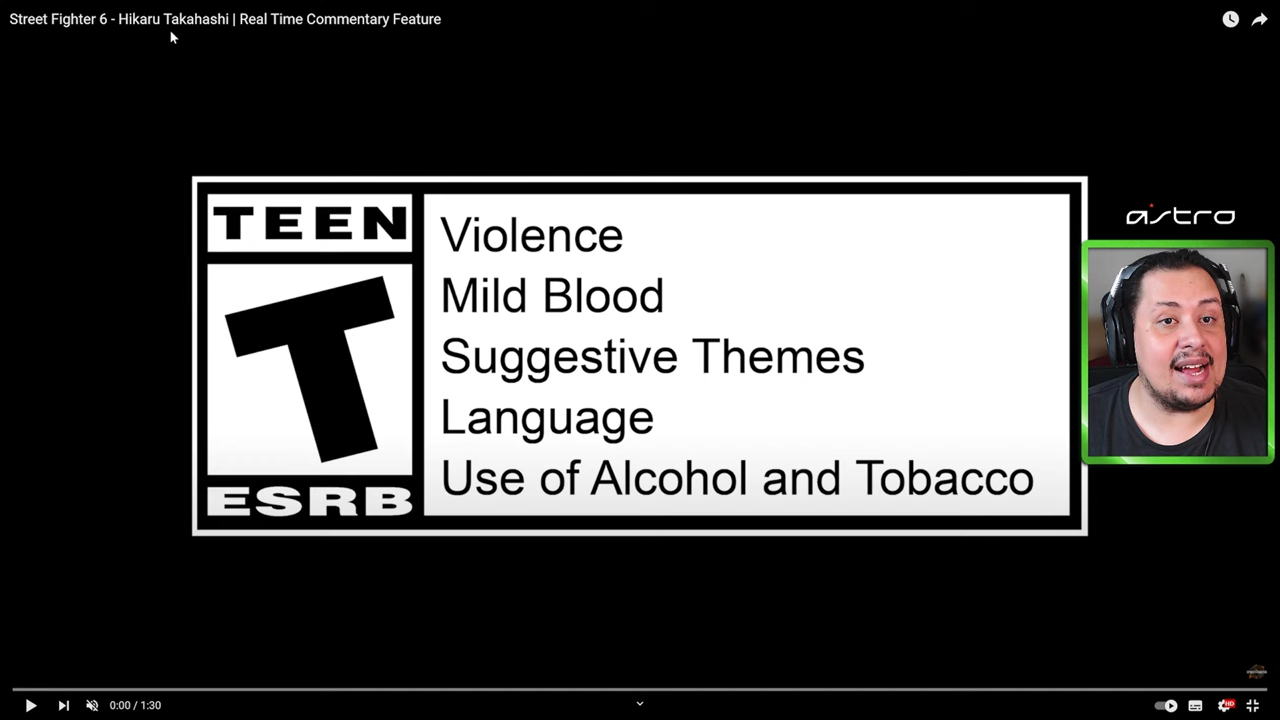 Street Fighter 6 - Hikaru Takahashi | Real Time Commentary Feature
TEEN
T
ESRB
Violence
Mild Blood
Suggestive Themes
Language
Use of Alcohol and Tobacco
astro
0:00 / 1:30
HD